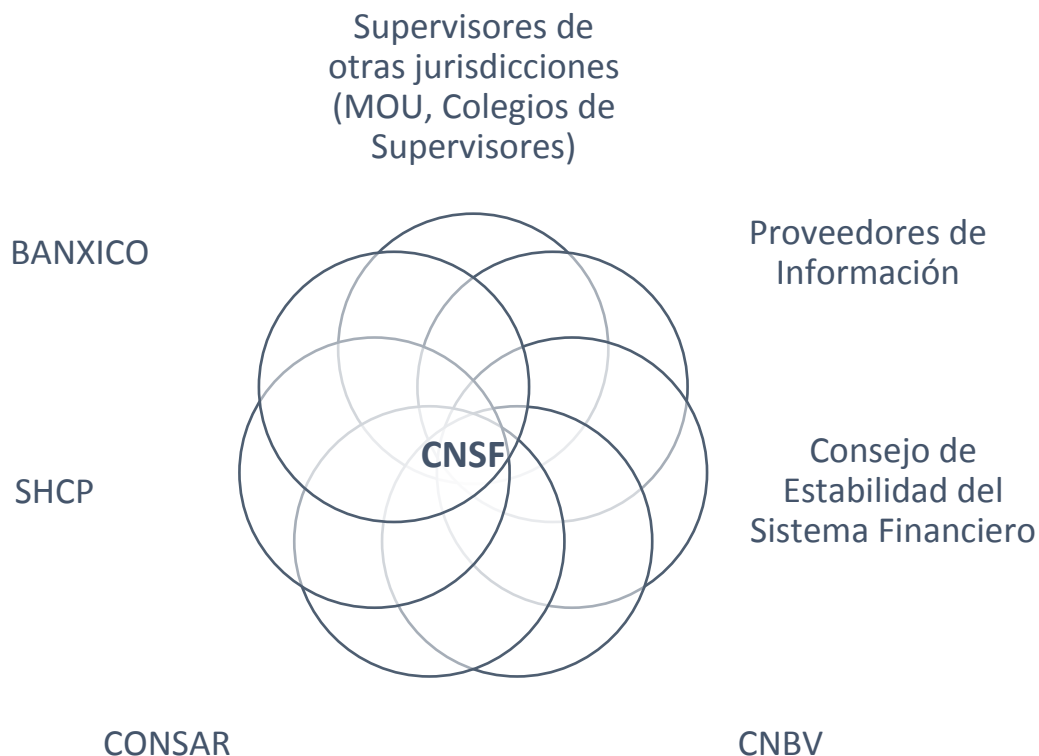 Supervisores de
otras jurisdicciones
(MOU, Colegios de
Supervisores)
BANXICO
Proveedores de
Información
CNSF
SHCP
Consejo de
Estabilidad del
Sistema Financiero
CONSAR
CNBV